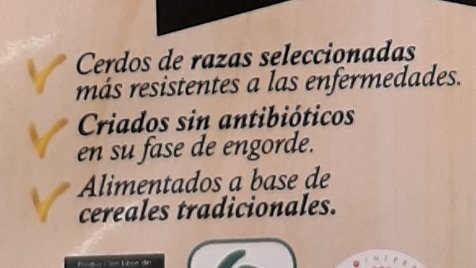 Cerdos de razas seleccionadas
más resistentes a las enfermedades.
Criados sin antibióticos
en su fase de engorde.
Alimentados a base de
cereales tradicionales.